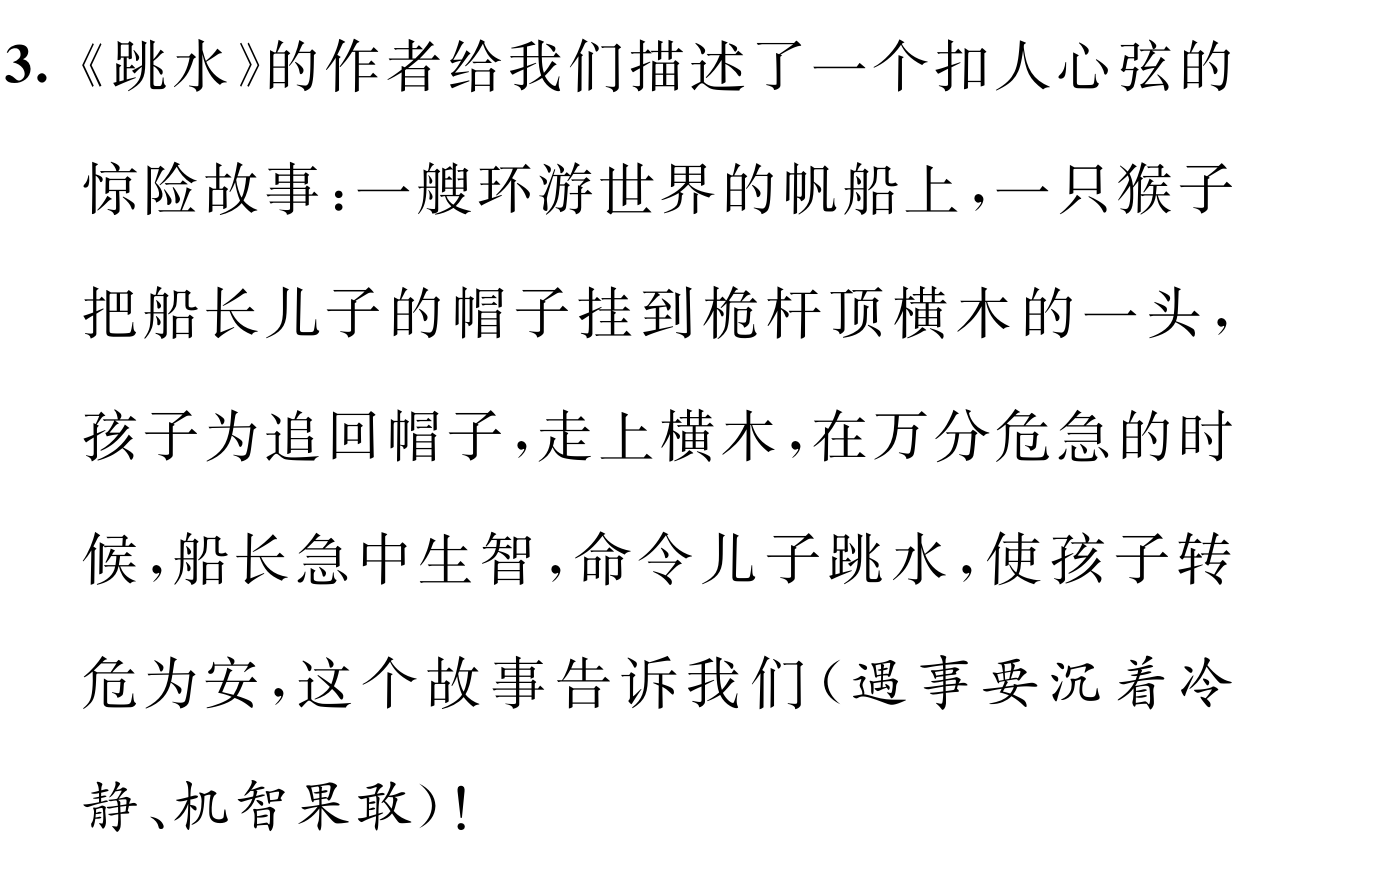 3.《跳水》的作者给我们描述了一个扣人心弦的
惊险故事:一艘环游世界的帆船上,一只猴子
把船长儿子的帽子挂到桅杆顶横木的一头,
孩子为追回帽子,走上横木,在万分危急的时
候,船长急中生智,命令儿子跳水,使孩子转
危为安,这个故事告诉我们(遇事要沉着冷
静、机智果敢)!